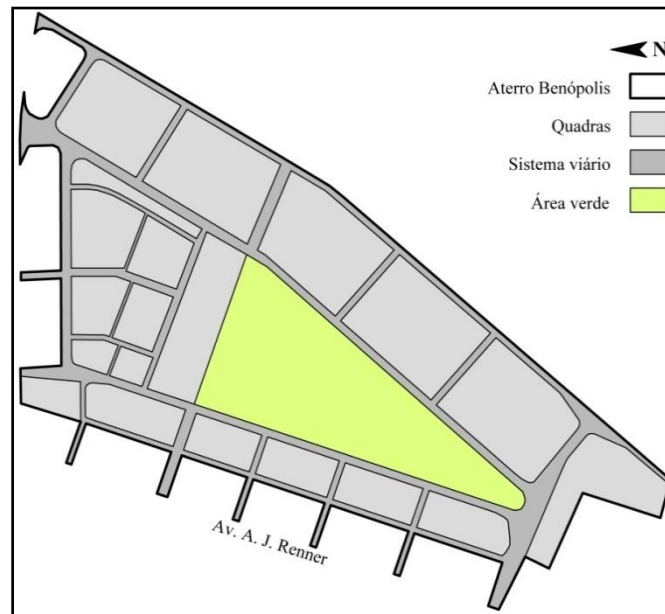 N
Aterro Benópolis
Quadras
Sistema viário
Área verde
Av. A. J. Renner